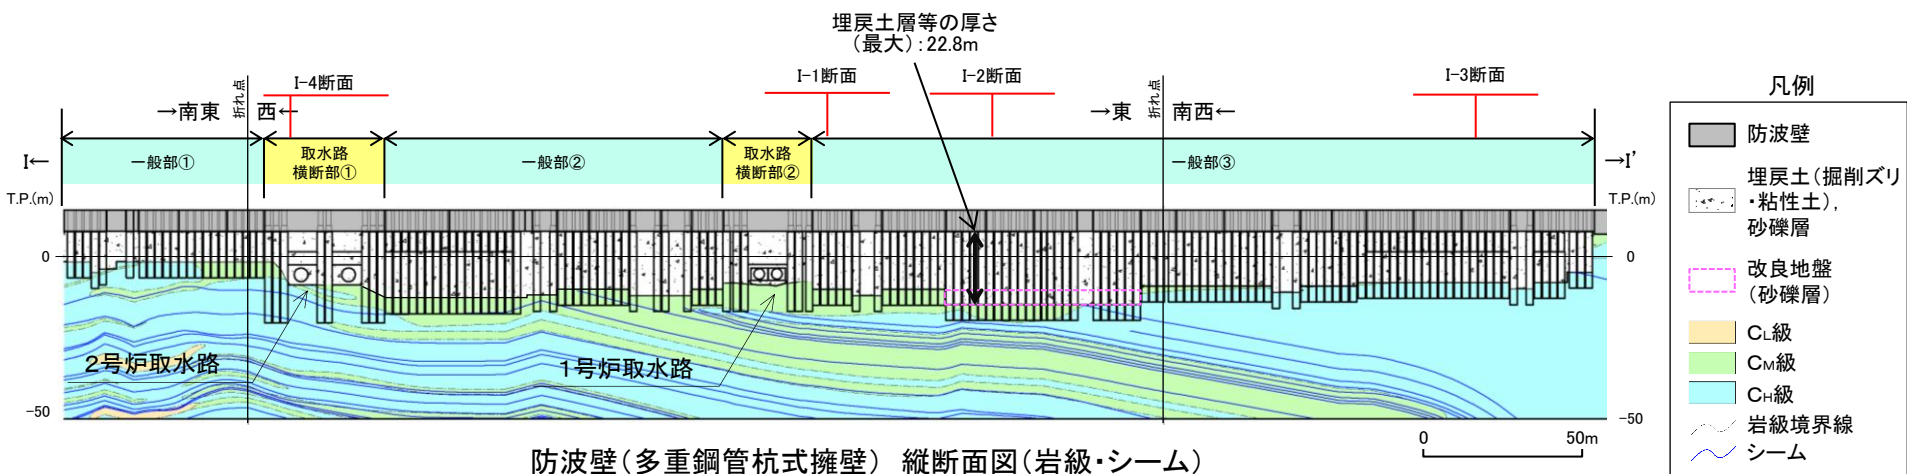 埋戻土層等の厚さ
（最大）：22.8m
I-4断面
I-1断面
I-2断面
I-3断面
→南東
折れ点
西←
→東
折れ点
南西←
I←
一般部①
取水路
横断部①
一般部②
取水路
横断部②
一般部③
→I’
T.P.(m)
T.P.(m)
0
0
2号炉取水路
1号炉取水路
-50
-50
0
50m
防波壁（多重鋼管杭式擁壁） 縦断面図（岩級・シーム）
凡例
防波壁
埋戻土（掘削ズリ
・粘性土），
砂礫層
改良地盤
（砂礫層）
CL級
CM級
CH級
岩級境界線
シーム